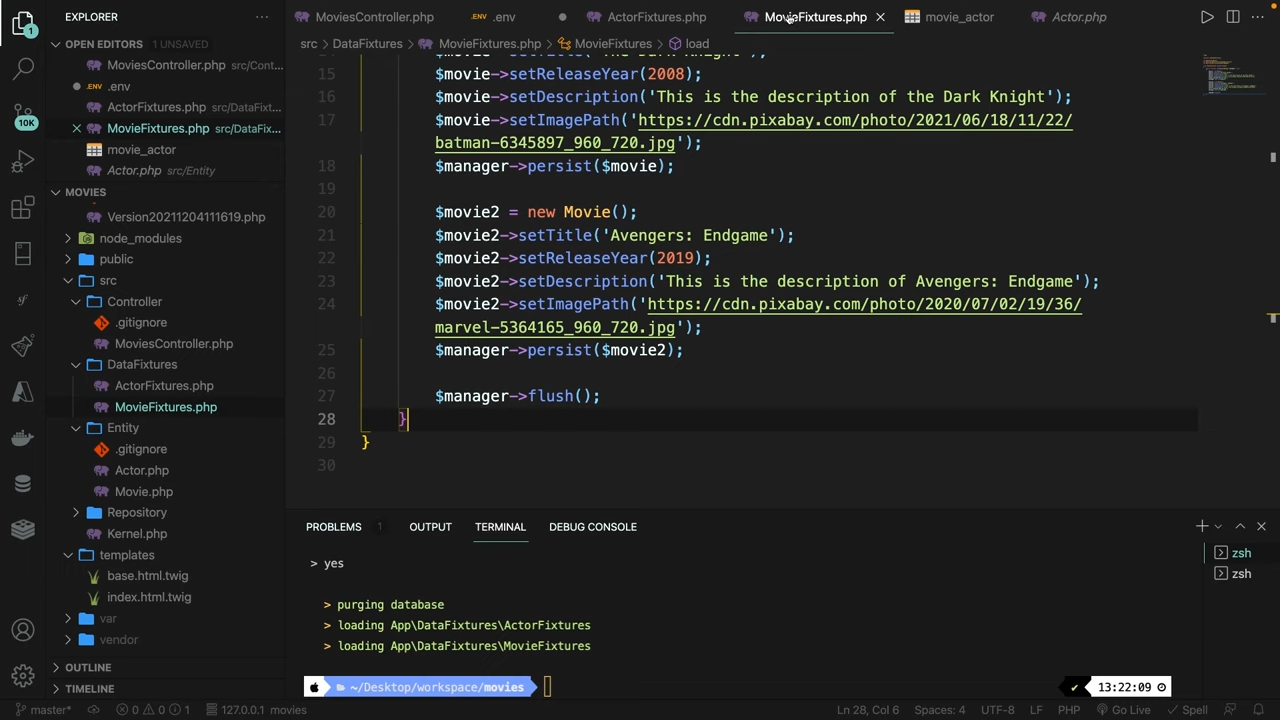 EXPLORER
MoviesController.php
.ENV .env
ActorFixtures.php
MovieFixtures.php
movie_actor
Actor.php
OPEN EDITORS 1 UNSAVED
src > DataFixtures > MovieFixtures.php > MovieFixtures > load
MoviesController.php src/Cont...
.ENV .env
ActorFixtures.php src/DataFixt...
MovieFixtures.php src/DataFix...
movie_actor
Actor.php src/Entity
MOVIES
Version20211204111619.php
node_modules
public
src
Controller
.gitignore
MoviesController.php
DataFixtures
ActorFixtures.php
MovieFixtures.php
Entity
.gitignore
Actor.php
Movie.php
Repository
Kernel.php
templates
base.html.twig
index.html.twig
var
vendor
OUTLINE
TIMELINE
1
10K
15 $movie->setReleaseYear(2008);
16 $movie->setDescription('This is the description of the Dark Knight');
17 $movie->setImagePath('https://cdn.pixabay.com/photo/2021/06/18/11/22/
batman-6345897_960_720.jpg');
18 $manager->persist($movie);
19
20 $movie2 = new Movie();
21 $movie2->setTitle('Avengers: Endgame');
22 $movie2->setReleaseYear(2019);
23 $movie2->setDescription('This is the description of Avengers: Endgame');
24 $movie2->setImagePath('https://cdn.pixabay.com/photo/2020/07/02/19/36/
marvel-5364165_960_720.jpg');
25 $manager->persist($movie2);
26
27 $manager->flush();
28 }
29 }
30
PROBLEMS 1 OUTPUT TERMINAL DEBUG CONSOLE
> yes
> purging database
> loading App\DataFixtures\ActorFixtures
> loading App\DataFixtures\MovieFixtures
~/Desktop/workspace/movies
✔ 13:22:09
zsh
zsh
master* 0 0 1 127.0.0.1 movies Ln 28, Col 6 Spaces: 4 UTF-8 LF PHP Go Live Spell